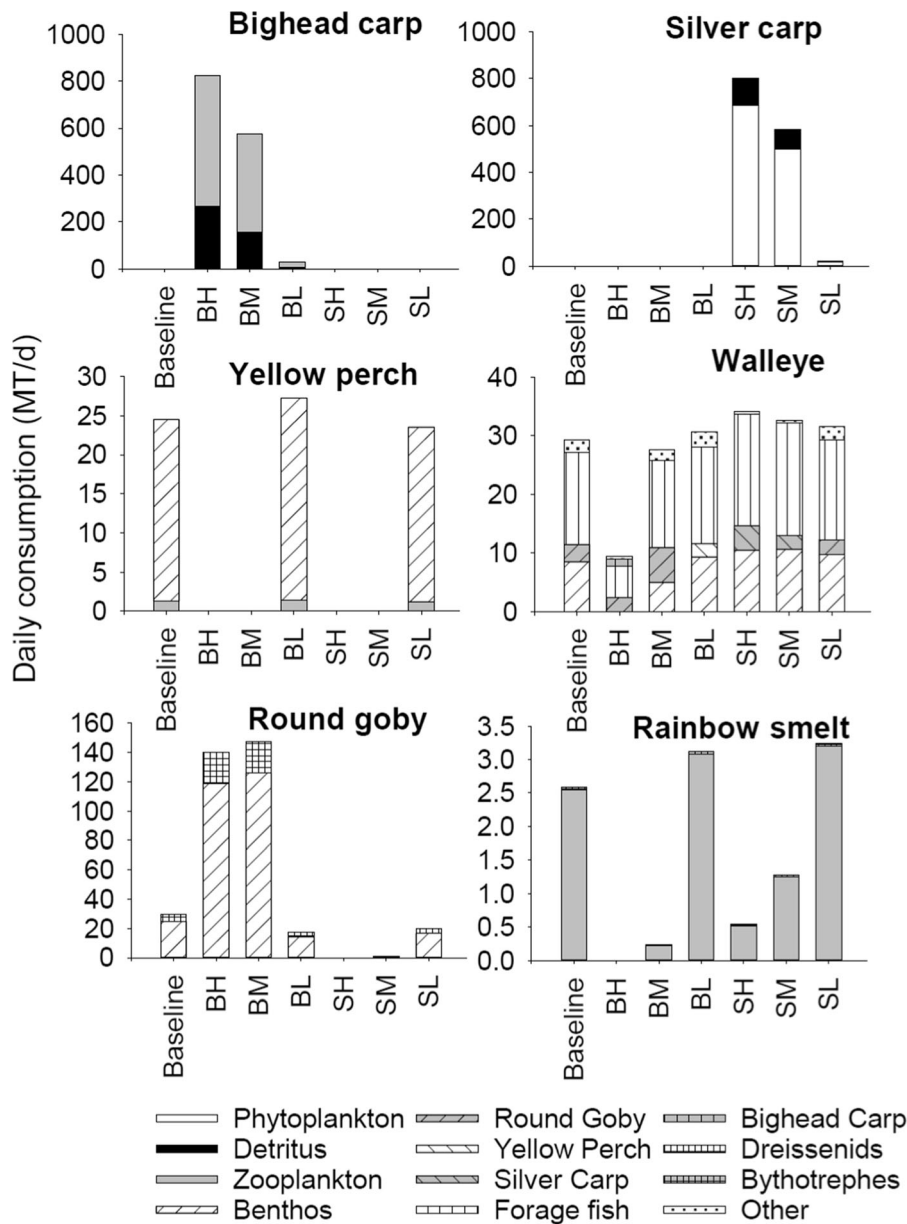 Bighead carp
Silver carp
1000
800
600
400
200
0
Baseline
BH
BM
BL
SH
SM
SL
1000
800
600
400
200
0
Baseline
BH
BM
BL
SH
SM
SL
Daily consumption (MT/d)
Yellow perch
Walleye
30
25
20
15
10
5
0
Baseline
BH
BM
BL
SH
SM
SL
40
30
20
10
0
Baseline
BH
BM
BL
SH
SM
SL
Round goby
Rainbow smelt
160
140
120
100
80
60
40
20
0
Baseline
BH
BM
BL
SH
SM
SL
3.5
3.0
2.5
2.0
1.5
1.0
0.5
0.0
Baseline
BH
BM
BL
SH
SM
SL
Phytoplankton
Detritus
Zooplankton
Benthos
Round Goby
Yellow Perch
Silver Carp
Forage fish
Bighead Carp
Dreissenids
Bythotrephes
Other